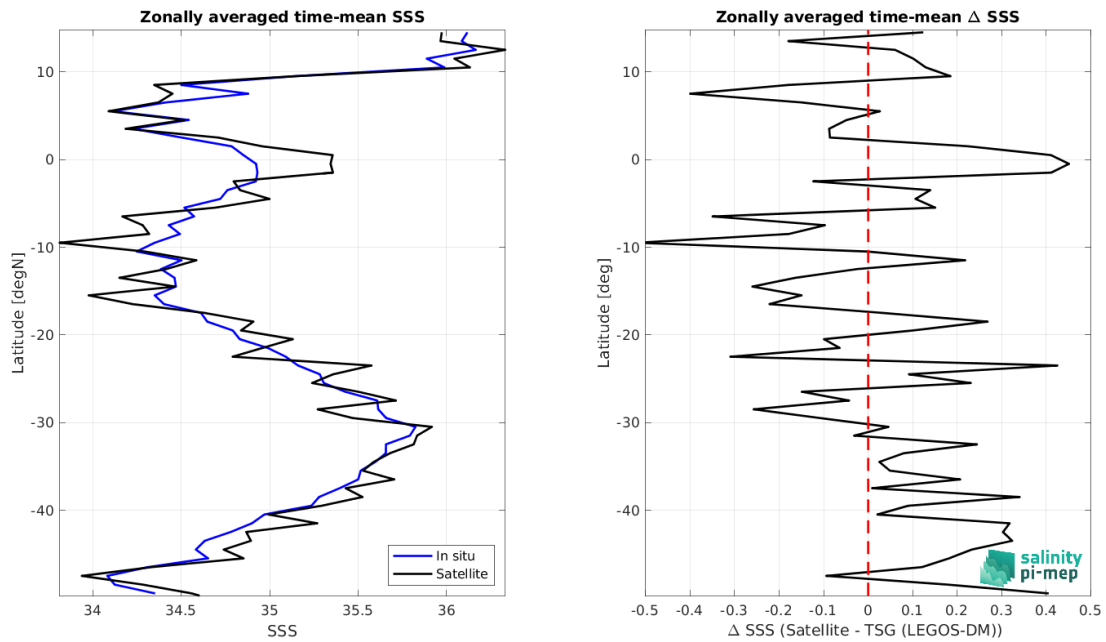 Zonally averaged time-mean SSS
10
0
-10
-20
-30
-40
Latitude [degN]
34
34.5
35
35.5
36
SSS
In situ
Satellite
Zonally averaged time-mean Δ SSS
10
0
-10
-20
-30
-40
Latitude [deg]
-0.5
-0.4
-0.3
-0.2
-0.1
0
0.1
0.2
0.3
0.4
0.5
Δ SSS (Satellite - TSG (LEGOS-DM))
salinity
pi-mep